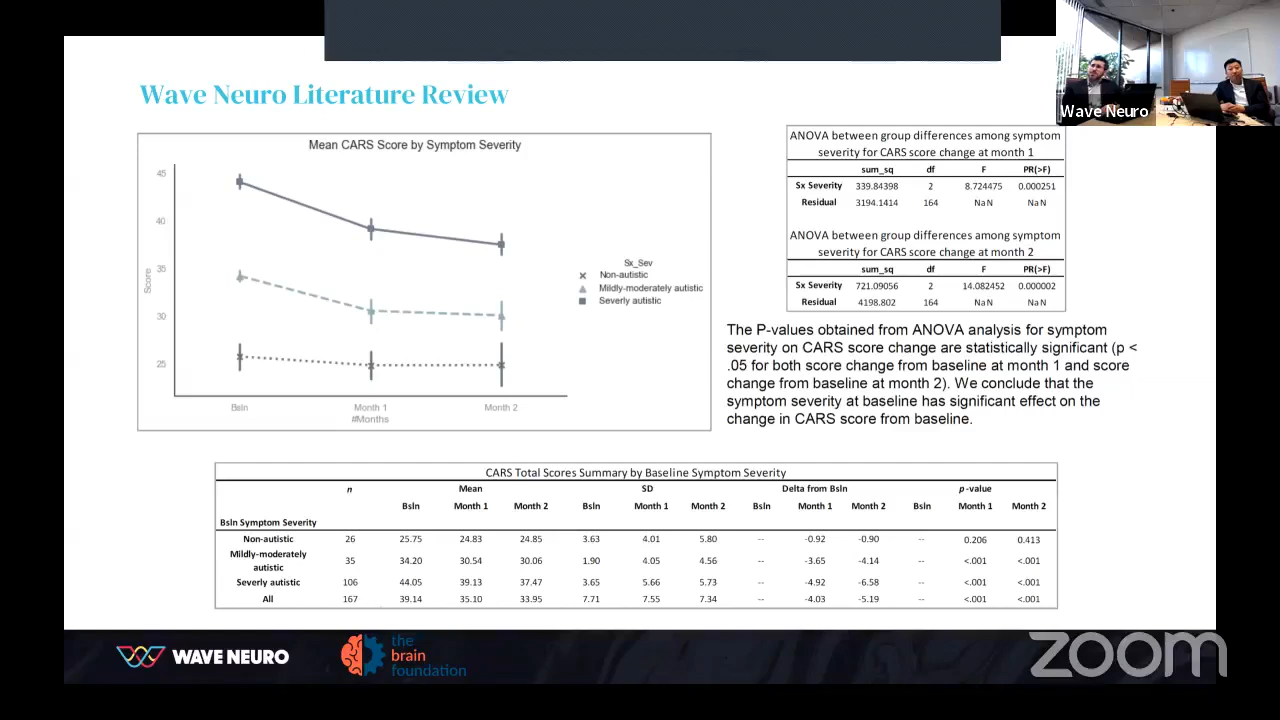 Wave Neuro Literature Review
Wave Neuro
Mean CARS Score by Symptom Severity
45
40
35
30
25
Score
Bsln Month 1 Month 2
#Months
Sx_Sev
Non-autistic
Mildly-moderately autistic
Severly autistic
ANOVA between group differences among symptom
severity for CARS score change at month 1
sum_sq df F PR(>F)
Sx Severity 339.84398 2 8.724475 0.000251
Residual 3194.1414 164 NaN NaN
ANOVA between group differences among symptom
severity for CARS score change at month 2
sum_sq df F PR(>F)
Sx Severity 721.09056 2 14.082452 0.000002
Residual 4198.802 164 NaN NaN
The P-values obtained from ANOVA analysis for symptom
severity on CARS score change are statistically significant (p <
.05 for both score change from baseline at month 1 and score
change from baseline at month 2). We conclude that the
symptom severity at baseline has significant effect on the
change in CARS score from baseline.
CARS Total Scores Summary by Baseline Symptom Severity
n Mean SD Delta from Bsln p-value
Bsln Month 1 Month 2 Bsln Month 1 Month 2 Bsln Month 1 Month 2 Bsln Month 1 Month 2
Bsln Symptom Severity
Non-autistic 26 25.75 24.83 24.85 3.63 4.01 5.80 -- -0.92 -0.90 -- 0.206 0.413
Mildly-moderately
autistic 35 34.20 30.54 30.06 1.90 4.05 4.56 -- -3.65 -4.14 -- <.001 <.001
Severly autistic 106 44.05 39.13 37.47 3.65 5.66 5.73 -- -4.92 -6.58 -- <.001 <.001
All 167 39.14 35.10 33.95 7.71 7.55 7.34 -- -4.03 -5.19 -- <.001 <.001
WAVE NEURO
the
brain
foundation
zoom